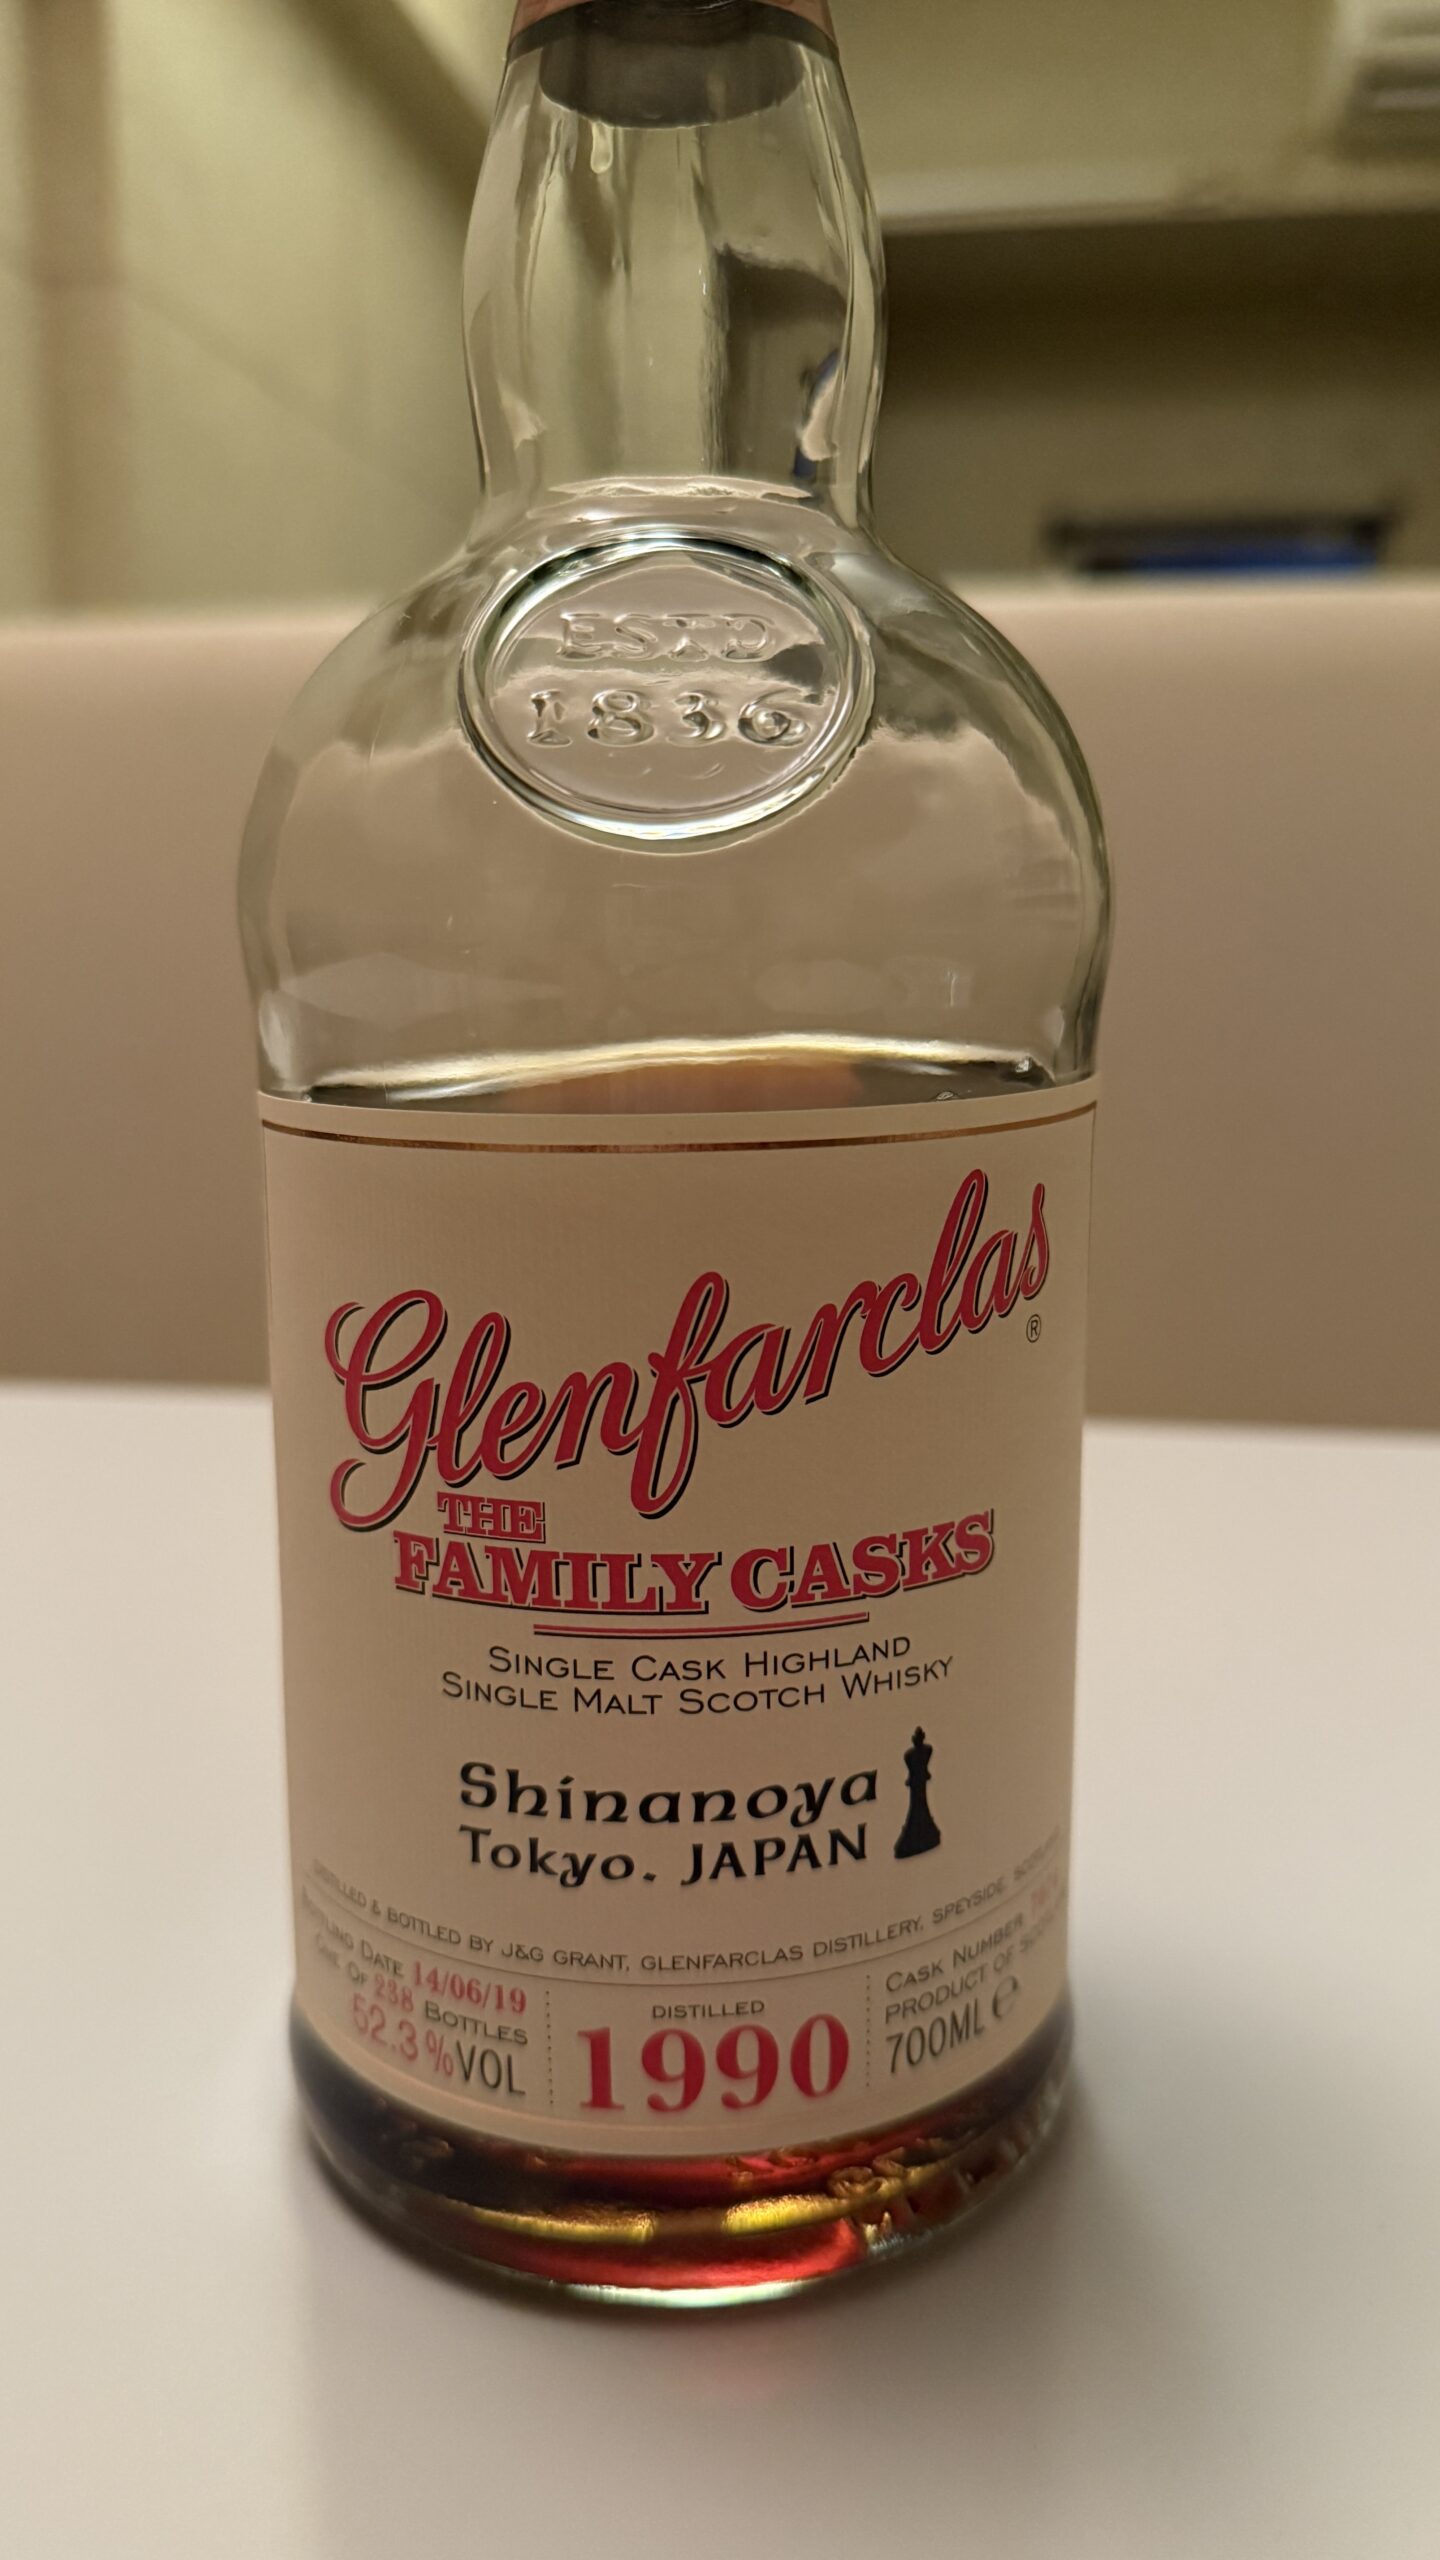 ESTD
1836
Glenfarclas
®
THE
FAMILY CASKS
SINGLE CASK HIGHLAND
SINGLE MALT SCOTCH WHISKY
Shinanoya
Tokyo. JAPAN
DISTILLED & BOTTLED BY J&G GRANT, GLENFARCLAS DISTILLERY, SPEYSIDE,
BOTTLING DATE 14/06/19
ONE OF 238 BOTTLES
52.3%VOL
DISTILLED
1990
CASK NUMBER
PRODUCT OF
700ML ℮